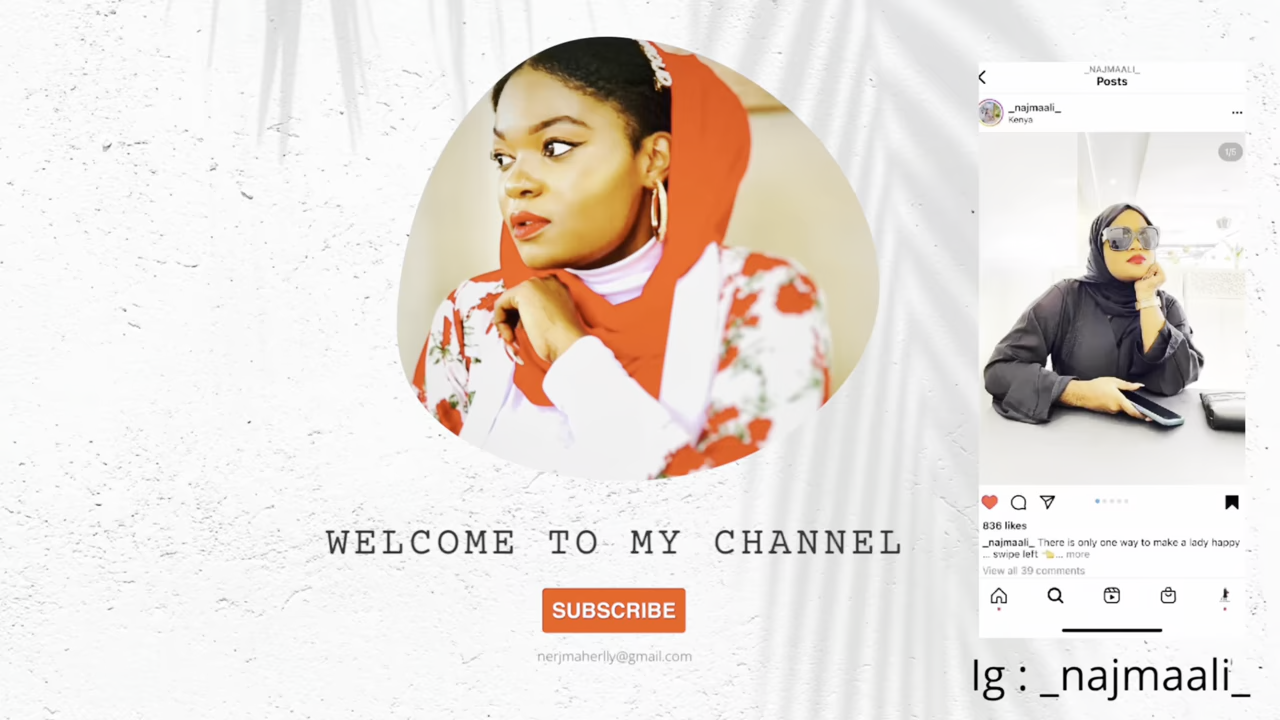 WELCOME TO MY CHANNEL
SUBSCRIBE
nerjmaherlly@gmail.com
_NAJMAALI_
Posts
_najmaali_
Kenya
1/5
836 likes
_najmaali_ There is only one way to make a lady happy
... swipe left 👈... more
View all 39 comments
Ig : _najmaali_